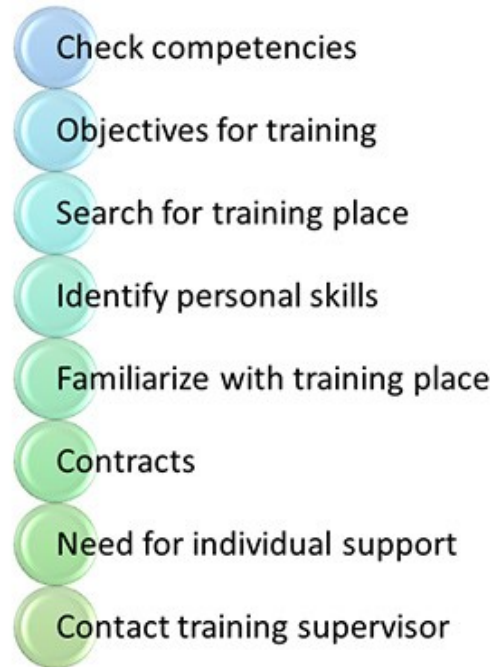 Check competencies
Objectives for training
Search for training place
Identify personal skills
Familiarize with training place
Contracts
Need for individual support
Contact training supervisor